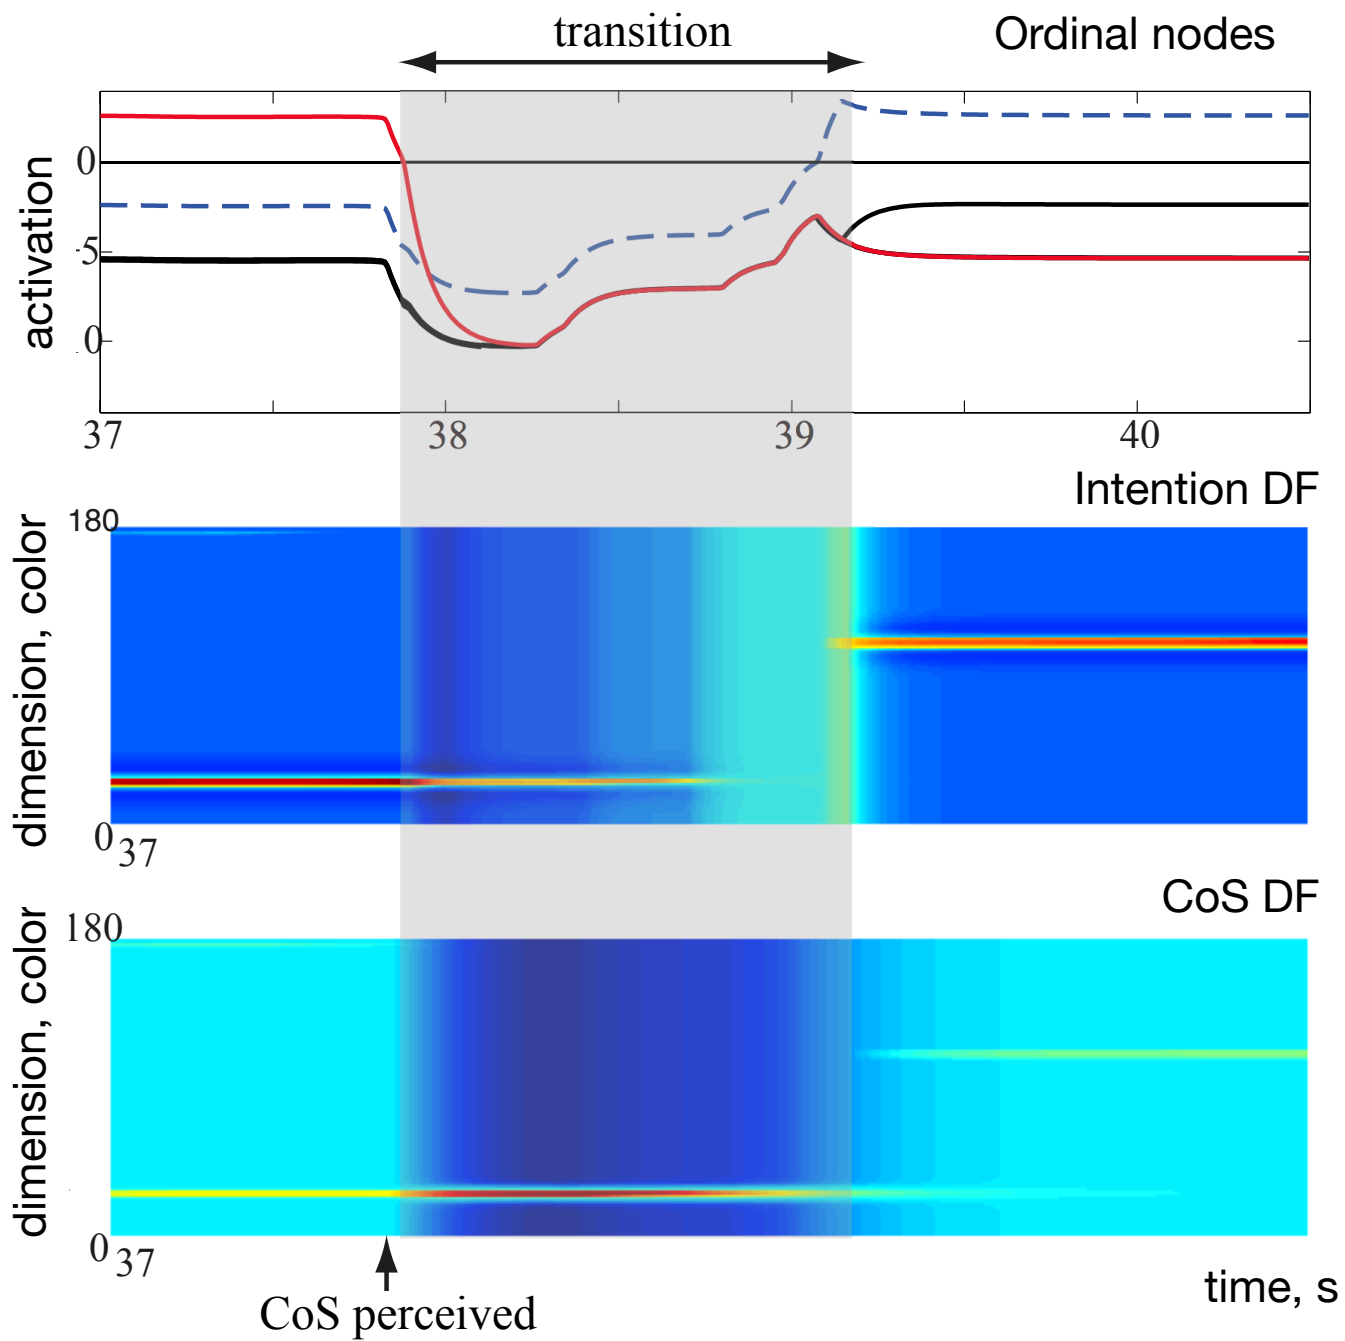 transition
Ordinal nodes
activation
0
-5
0
37 38 39 40
Intention DF
dimension, color
180
0
37
CoS DF
dimension, color
180
0
37
time, s
CoS perceived